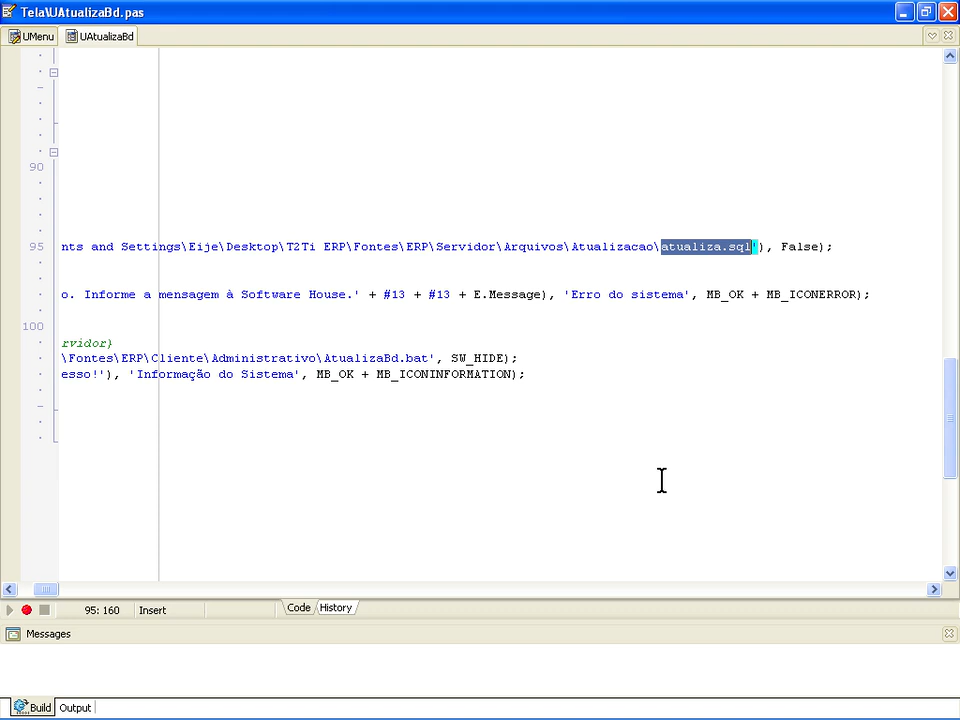 Tela\UAtualizaBd.pas
UMenu
UAtualizaBd
90
95 nts and Settings\Eije\Desktop\T2Ti ERP\Fontes\ERP\Servidor\Arquivos\Atualizacao\atualiza.sql'), False);
o. Informe a mensagem à Software House.' + #13 + #13 + E.Message), 'Erro do sistema', MB_OK + MB_ICONERROR);
100
rvidor}
\Fontes\ERP\Cliente\Administrativo\AtualizaBd.bat', SW_HIDE);
esso!'), 'Informação do Sistema', MB_OK + MB_ICONINFORMATION);
95: 160 Insert Code History
Messages
Build Output